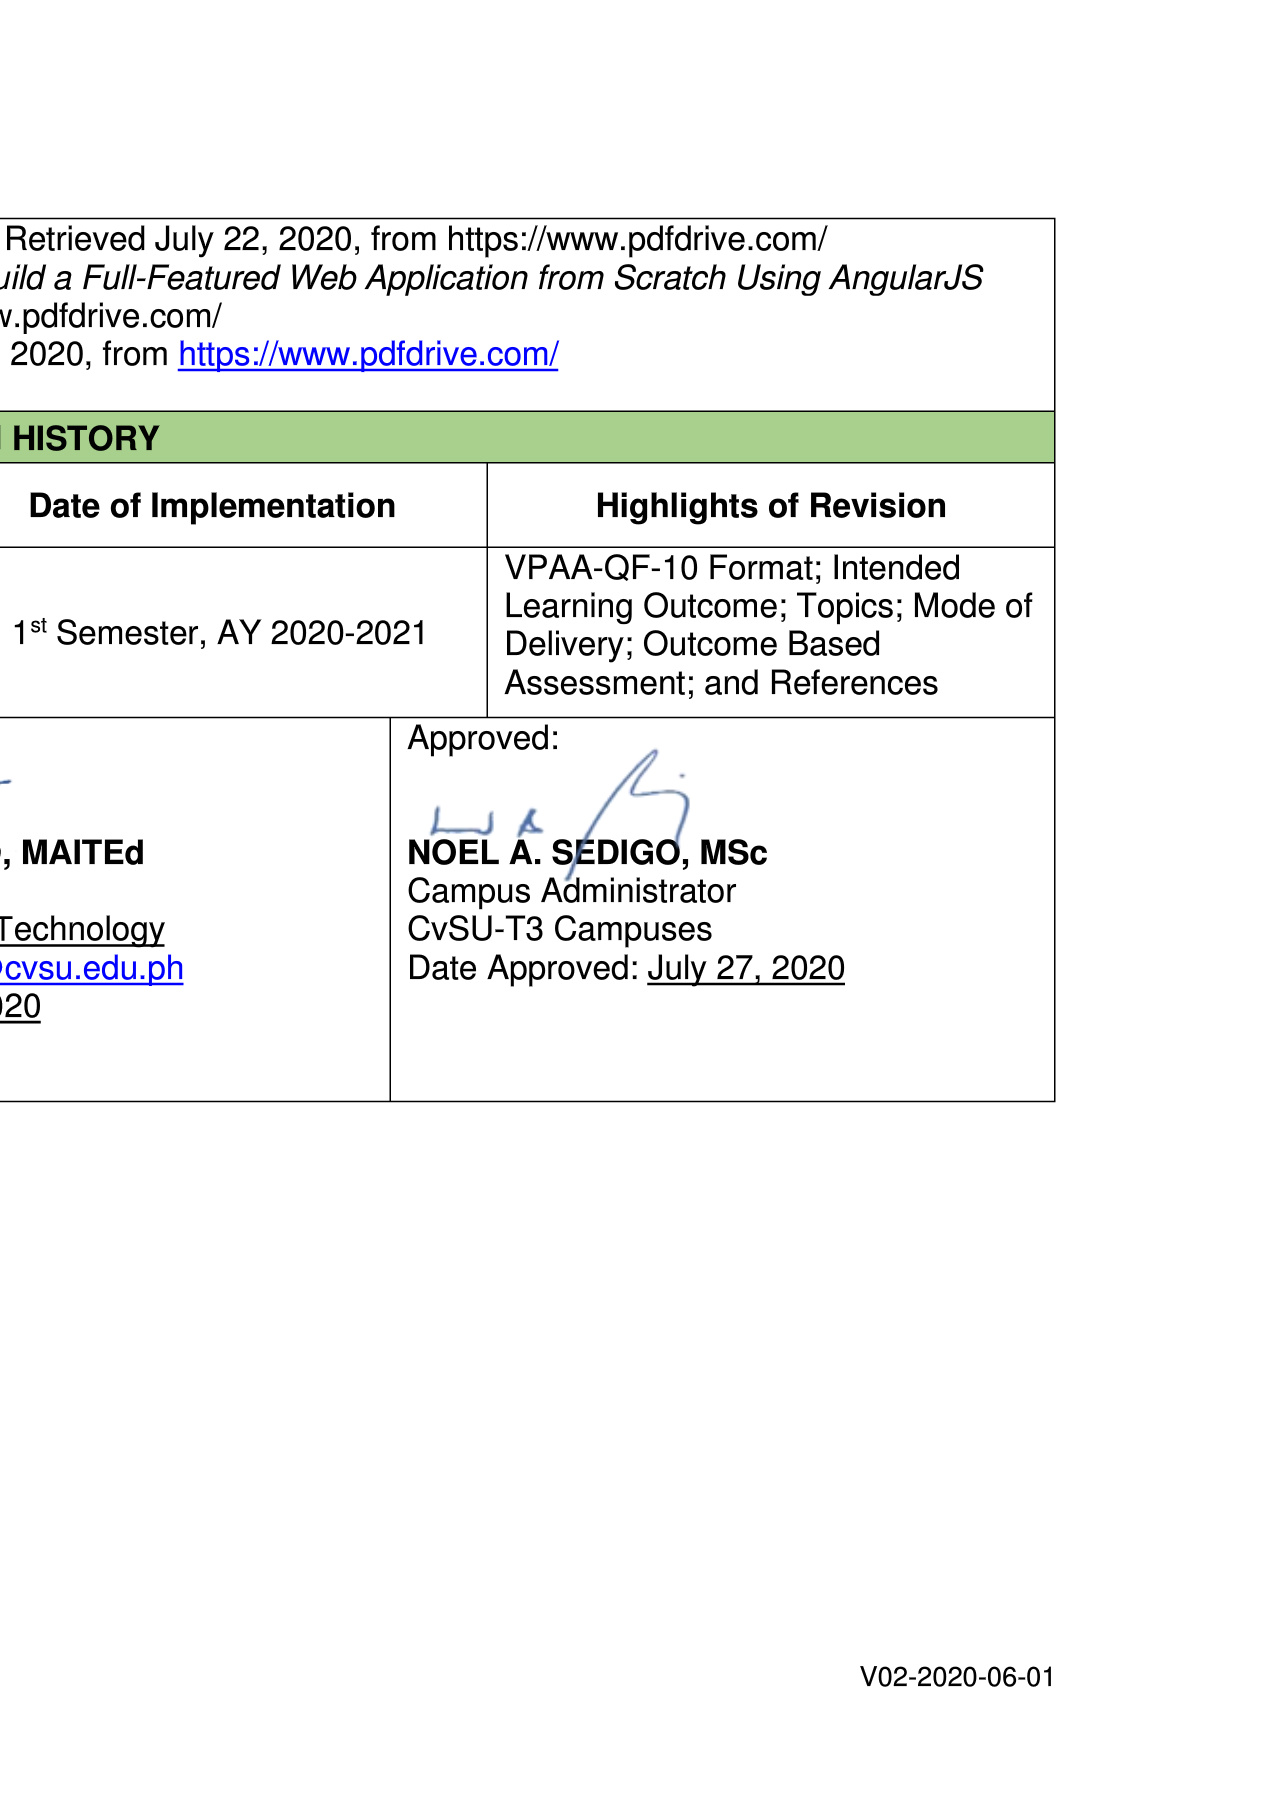 Retrieved July 22, 2020, from https://www.pdfdrive.com/
uild a Full-Featured Web Application from Scratch Using AngularJS
w.pdfdrive.com/
2020, from https://www.pdfdrive.com/
HISTORY
Date of Implementation
Highlights of Revision
1st Semester, AY 2020-2021
VPAA-QF-10 Format; Intended
Learning Outcome; Topics; Mode of
Delivery; Outcome Based
Assessment; and References
, MAITEd
Technology
@cvsu.edu.ph
020
Approved:
NOEL A. SEDIGO, MSc
Campus Administrator
CvSU-T3 Campuses
Date Approved: July 27, 2020
V02-2020-06-01